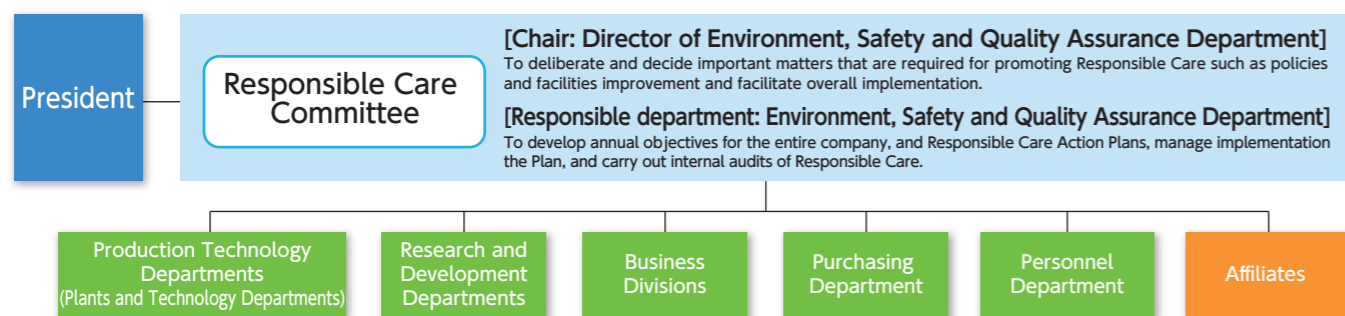 President
Responsible Care
Committee
[Chair: Director of Environment, Safety and Quality Assurance Department]
To deliberate and decide important matters that are required for promoting Responsible Care such as policies
and facilities improvement and facilitate overall implementation.
[Responsible department: Environment, Safety and Quality Assurance Department]
To develop annual objectives for the entire company, and Responsible Care Action Plans, manage implementation
the Plan, and carry out internal audits of Responsible Care.
Production Technology
Departments
(Plants and Technology Departments)
Research and
Development
Departments
Business
Divisions
Purchasing
Department
Personnel
Department
Affiliates